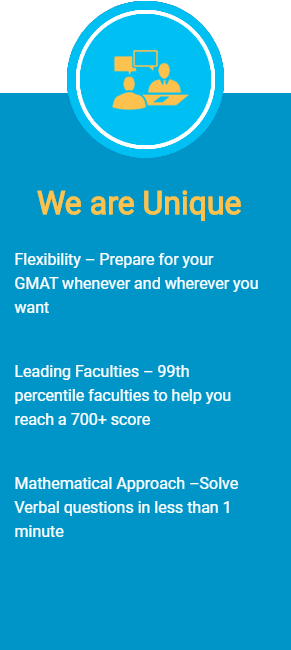 We are Unique
Flexibility – Prepare for your
GMAT whenever and wherever you
want
Leading Faculties – 99th
percentile faculties to help you
reach a 700+ score
Mathematical Approach –Solve
Verbal questions in less than 1
minute